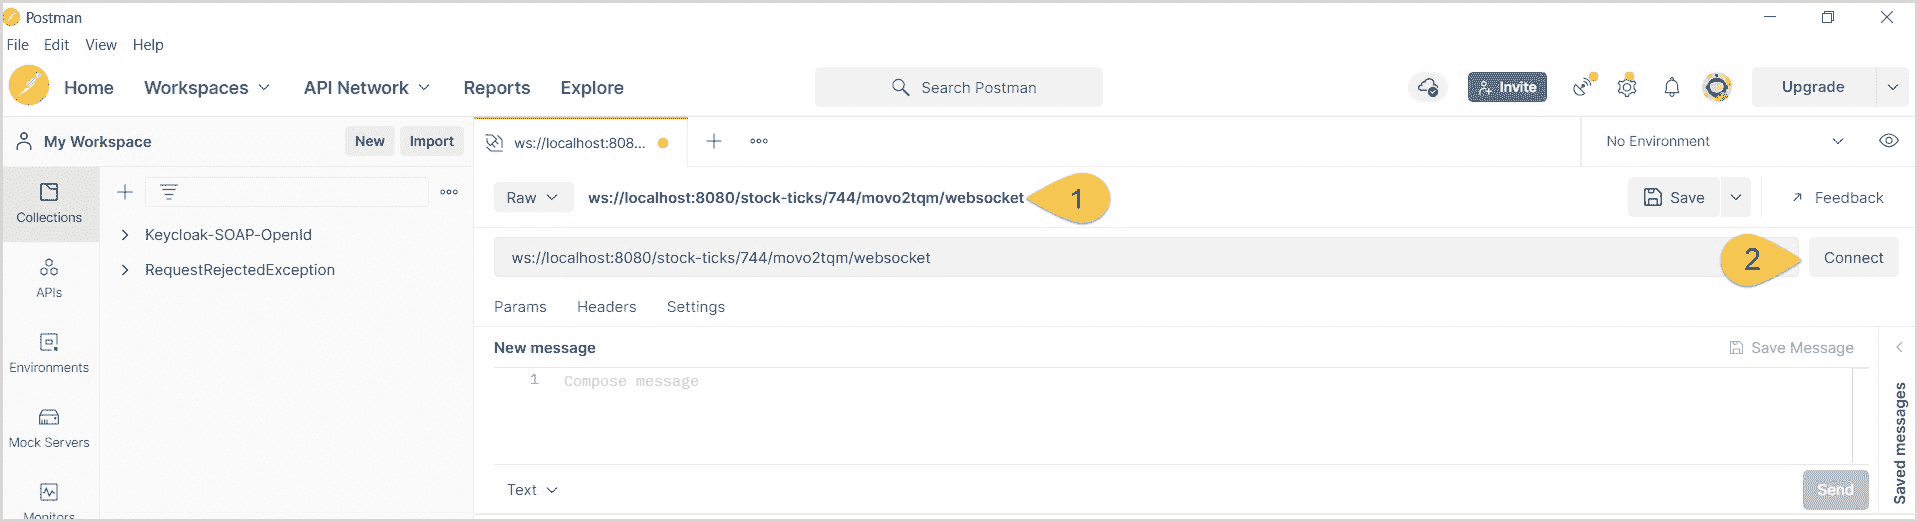 Postman
File Edit View Help
Home Workspaces API Network Reports Explore Search Postman Invite Upgrade
My Workspace New Import ws://localhost:808... No Environment
Raw ws://localhost:8080/stock-ticks/744/movo2tqm/websocket 1 Save Feedback
Collections
Keycloak-SOAP-OpenId
RequestRejectedException
ws://localhost:8080/stock-ticks/744/movo2tqm/websocket 2 Connect
APIs
Params Headers Settings
Environments
New message Save Message
1 Compose message
Mock Servers
Saved messages
Text Send
Monitors